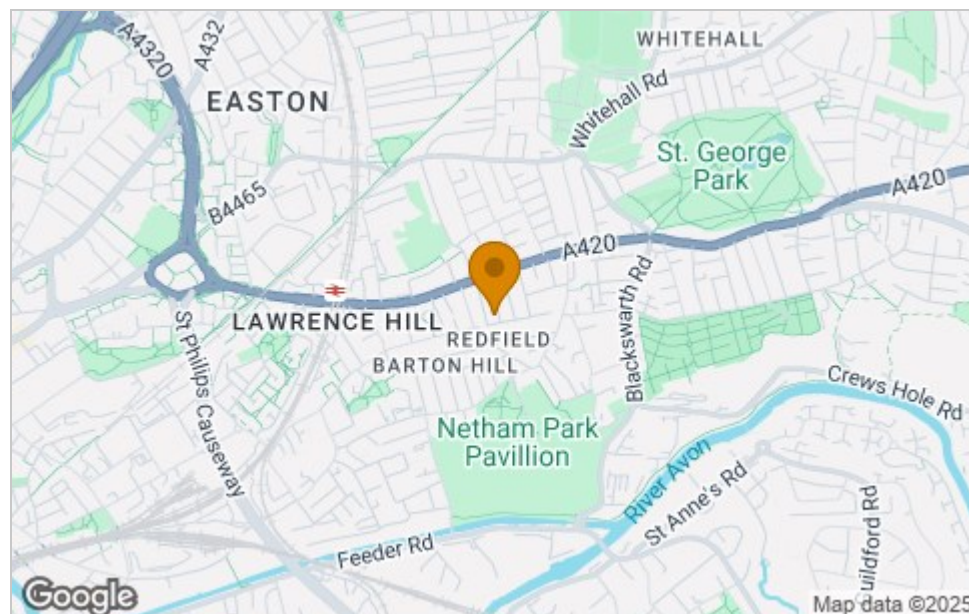 WHITEHALL
A4320
A432
EASTON
Whitehall Rd
St. George
Park
B4465
A420
A420
Blackswarth Rd
LAWRENCE HILL
REDFIELD
BARTON HILL
St Phillips Causeway
Crews Hole Rd
Netham Park
Pavillion
River Avon
St Anne's Rd
Feeder Rd
uildford Rd
Google
Map data ©2025